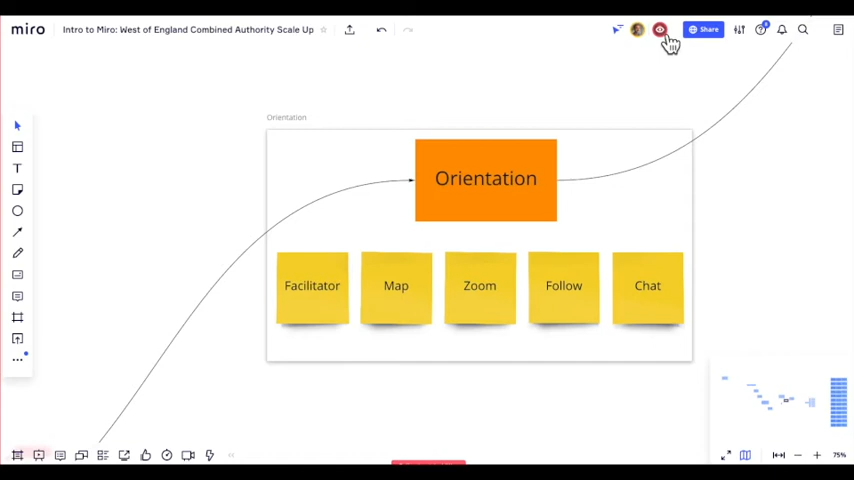 miro
Intro to Miro: West of England Combined Authority Scale Up
Share
Orientation
Orientation
Facilitator
Map
Zoom
Follow
Chat
75%